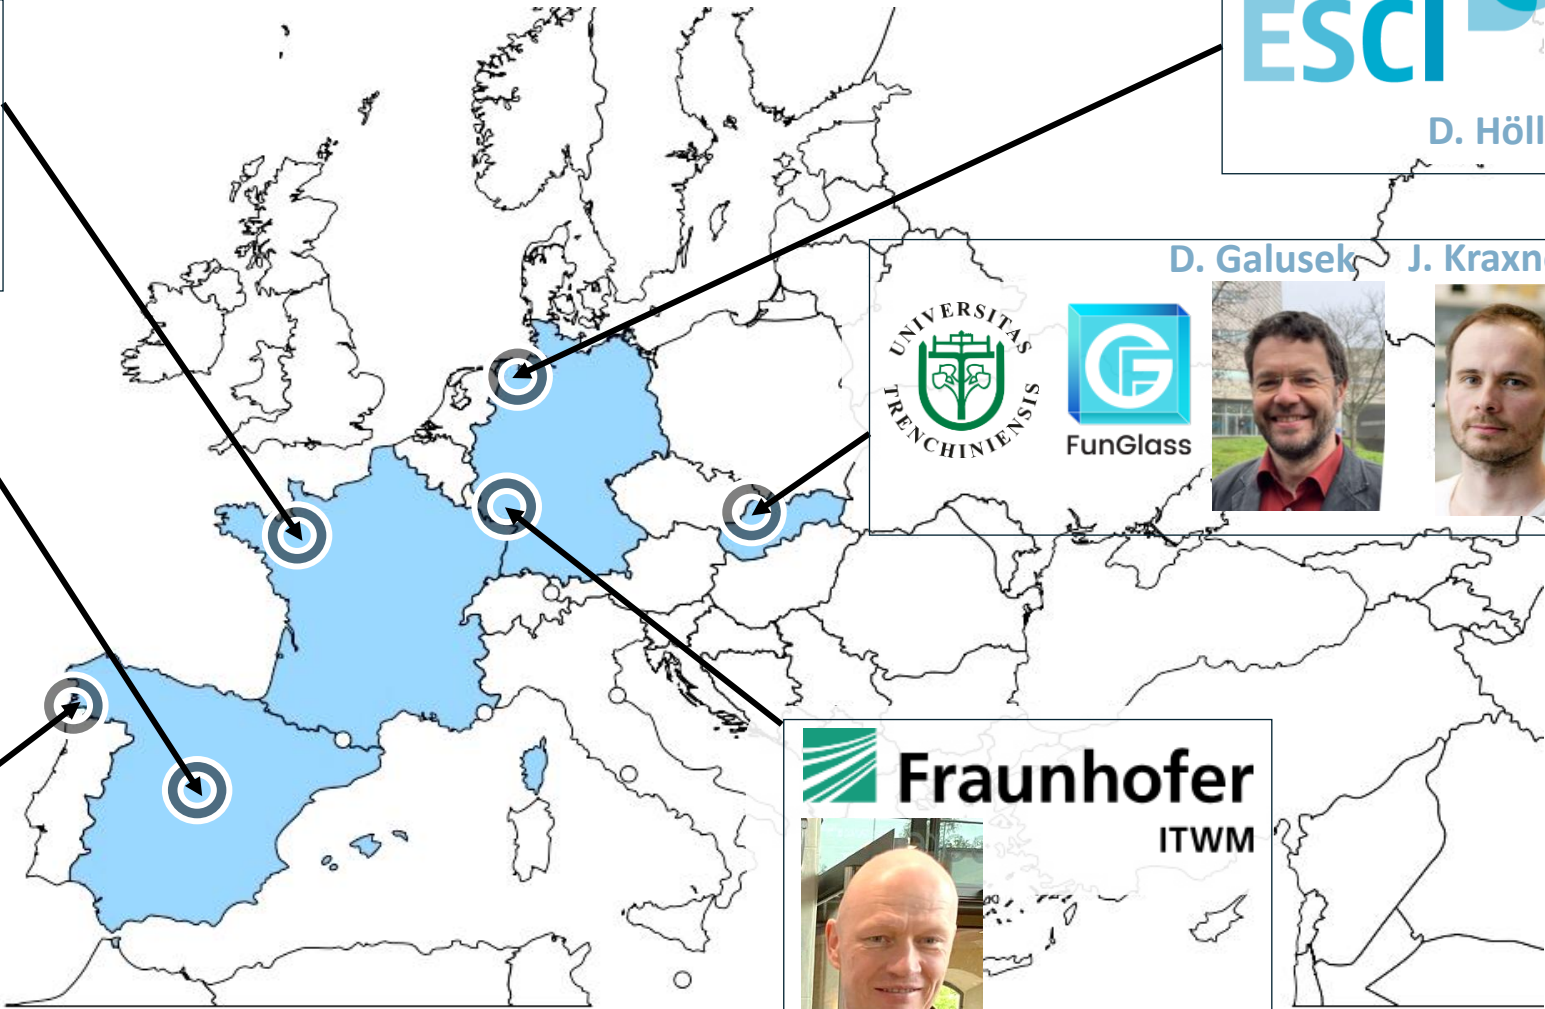 ESCI
D. Höll
D. Galusek J. Kraxn
UNIVERSITAS
TRENCHINIENSIS
FunGlass
Fraunhofer
ITWM